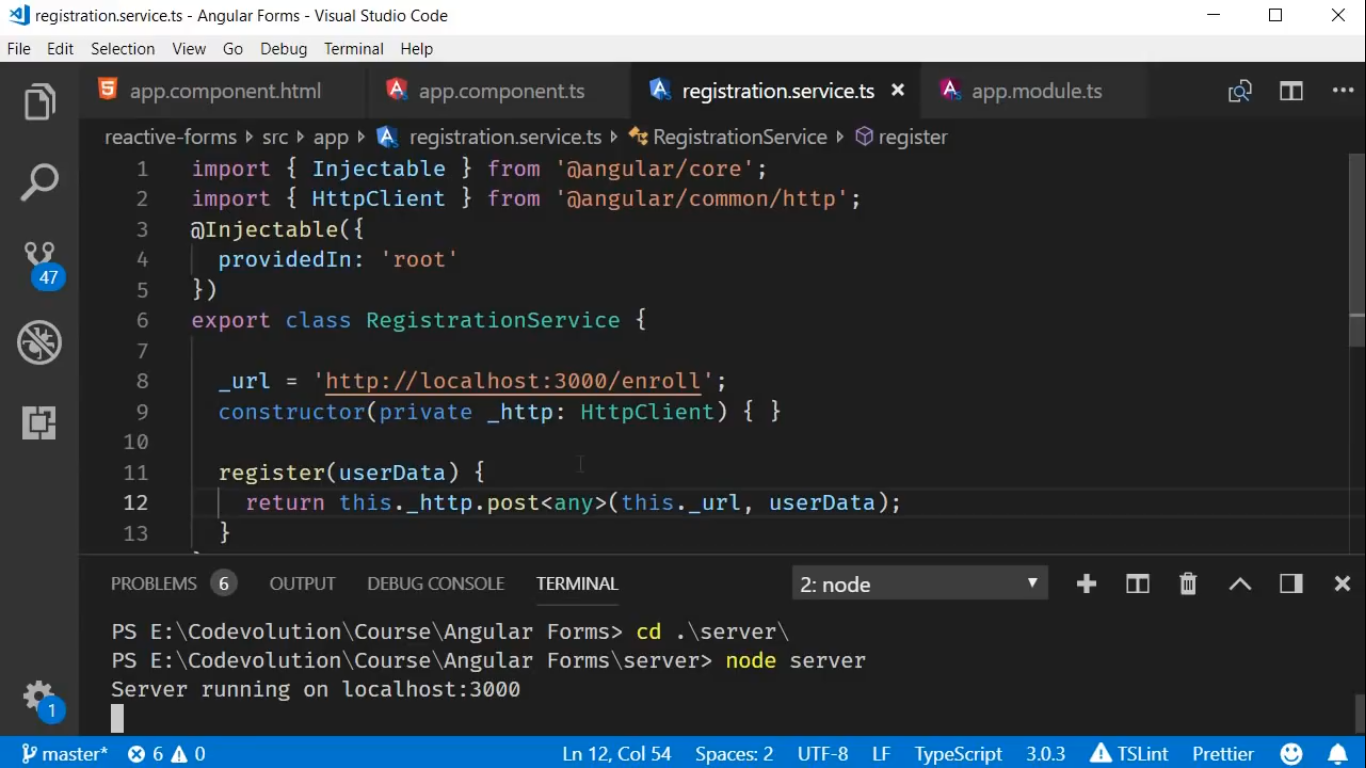 registration.service.ts - Angular Forms - Visual Studio Code
File Edit Selection View Go Debug Terminal Help
app.component.html app.component.ts registration.service.ts app.module.ts
reactive-forms src app registration.service.ts RegistrationService register
1 import { Injectable } from '@angular/core';
2 import { HttpClient } from '@angular/common/http';
3 @Injectable({
4 providedIn: 'root'
5 })
6 export class RegistrationService {
7
8 _url = 'http://localhost:3000/enroll';
9 constructor(private _http: HttpClient) { }
10
11 register(userData) {
12 return this._http.post<any>(this._url, userData);
13 }
47
PROBLEMS 6 OUTPUT DEBUG CONSOLE TERMINAL 2: node
PS E:\Codevolution\Course\Angular Forms> cd .\server\
PS E:\Codevolution\Course\Angular Forms\server> node server
Server running on localhost:3000
1
master* 6 0 Ln 12, Col 54 Spaces: 2 UTF-8 LF TypeScript 3.0.3 TSLint Prettier